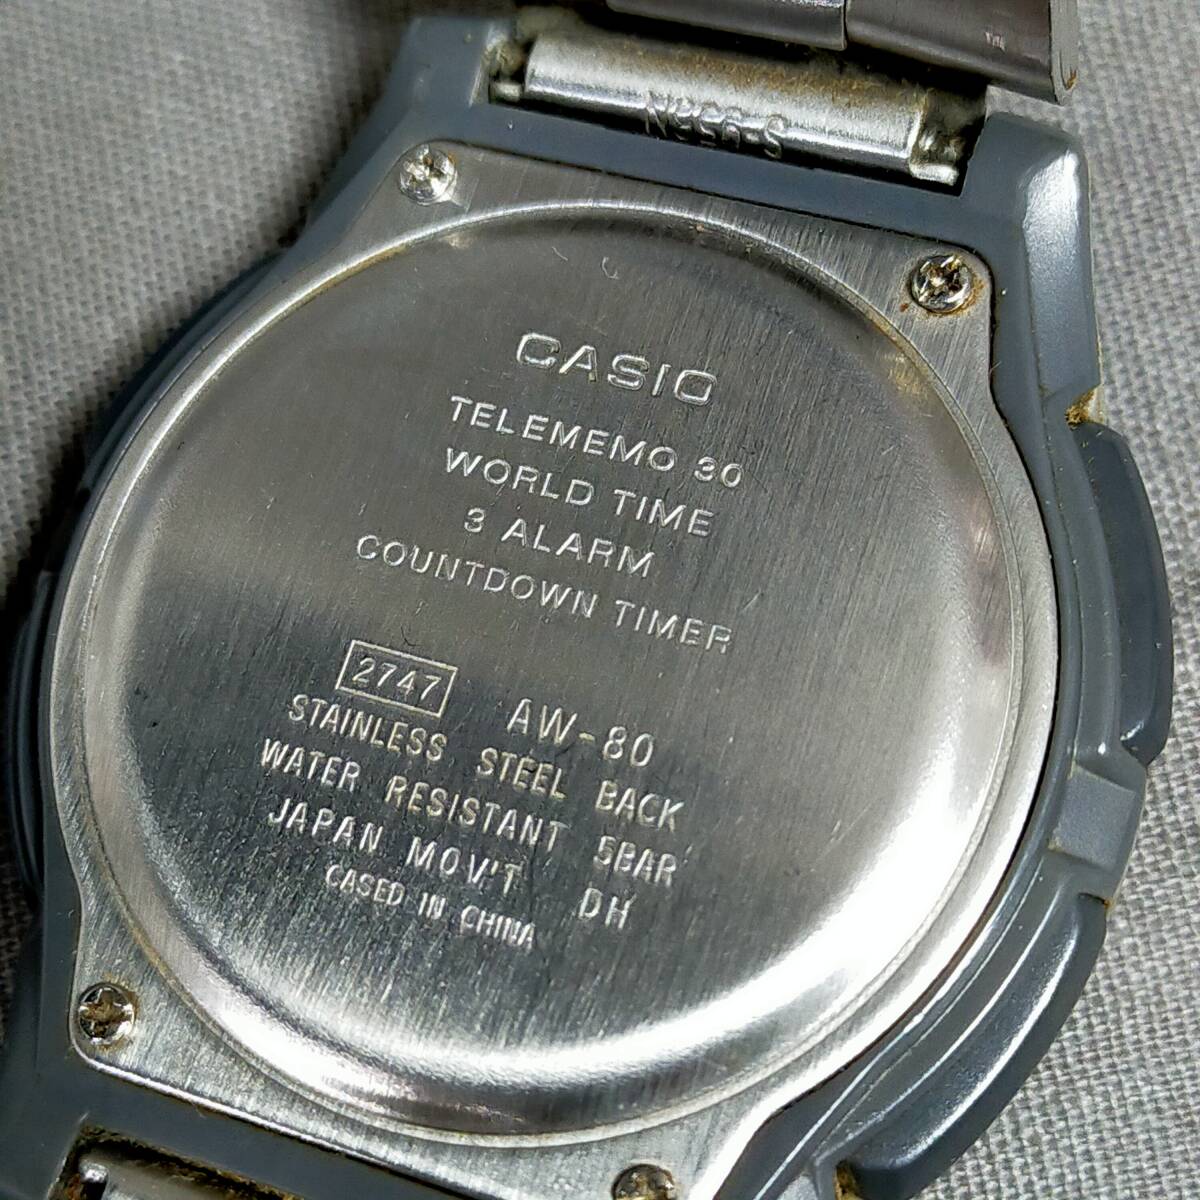 CASIO
TELEMEMO 30
WORLD TIME
3 ALARM
COUNTDOWN TIMER
2747 AW-80
STAINLESS STEEL BACK
WATER RESISTANT 5BAR
JAPAN MOV'T DH
CASED IN CHINA